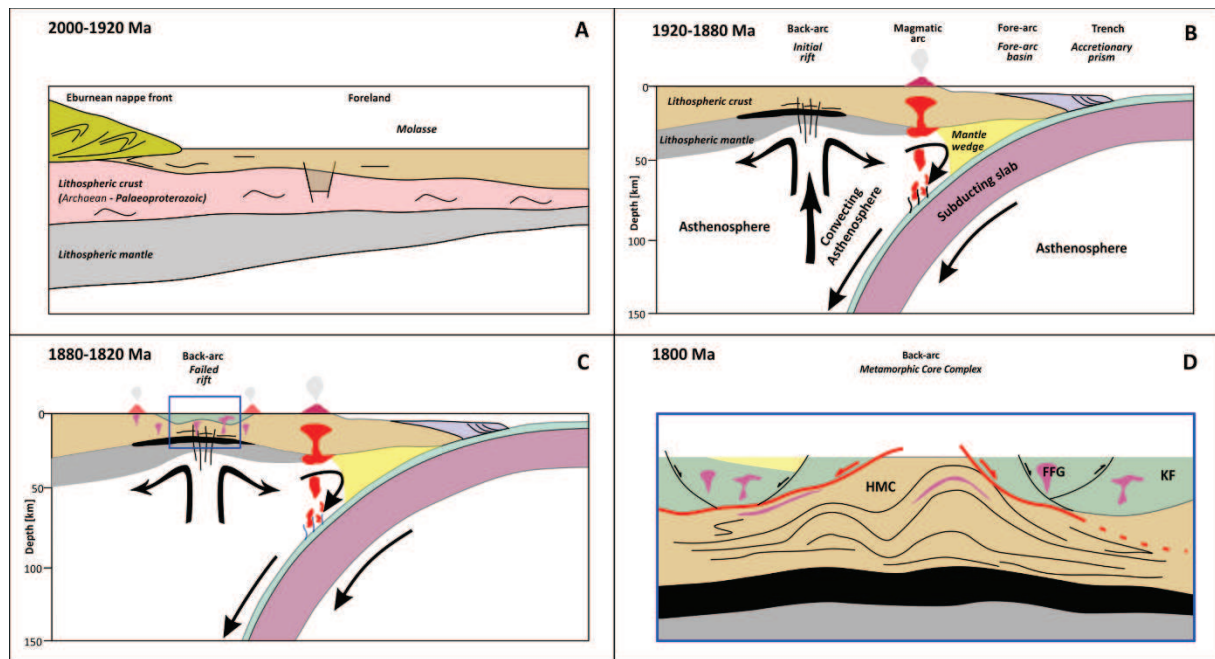 2000-1920 Ma
A
Eburnean nappe front
Foreland
Molasse
Lithospheric crust
(Archaean - Palaeoproterozoic)
Lithospheric mantle
1920-1880 Ma
B
Back-arc
Initial
rift
Magmatic
arc
Fore-arc
Fore-arc
basin
Trench
Accretionary
prism
0
50
100
150
Depth [km]
Lithospheric crust
Lithospheric mantle
Mantle
wedge
Asthenosphere
Convecting
Asthenosphere
Subducting slab
Asthenosphere
1880-1820 Ma
C
Back-arc
Failed
rift
0
50
100
150
Depth [km]
1800 Ma
D
Back-arc
Metamorphic Core Complex
HMC
FFG
KF